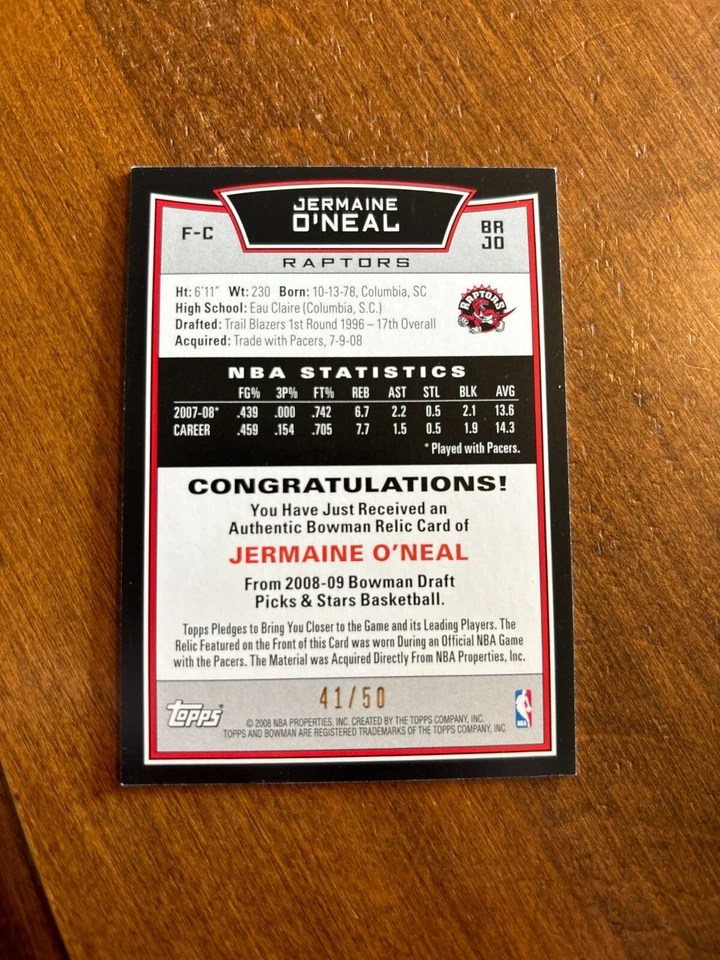 JERMAINE
O'NEAL
F-C
BR
JO
RAPTORS
Ht: 6'11" Wt: 230 Born: 10-13-78, Columbia, SC
High School: Eau Claire (Columbia, S.C.)
Drafted: Trail Blazers 1st Round 1996 – 17th Overall
Acquired: Trade with Pacers, 7-9-08
RAPTORS
NBA STATISTICS
FG% 3P% FT% REB AST STL BLK AVG
2007-08* .439 .000 .742 6.7 2.2 0.5 2.1 13.6
CAREER .459 .154 .705 7.7 1.5 0.5 1.9 14.3
* Played with Pacers.
CONGRATULATIONS!
You Have Just Received an
Authentic Bowman Relic Card of
JERMAINE O'NEAL
From 2008-09 Bowman Draft
Picks & Stars Basketball.
Topps Pledges to Bring You Closer to the Game and its Leading Players. The
Relic Featured on the Front of this Card was worn During an Official NBA Game
with the Pacers. The Material was Acquired Directly From NBA Properties, Inc.
41/50
Topps
© 2008 NBA PROPERTIES, INC. CREATED BY THE TOPPS COMPANY, INC.
TOPPS AND BOWMAN ARE REGISTERED TRADEMARKS OF THE TOPPS COMPANY, INC.
NBA